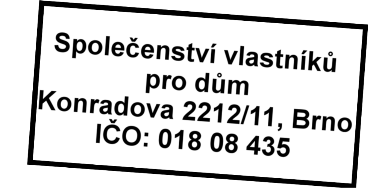 Společenství vlastníků
pro dům
Konradova 2212/11, Brno
IČO: 018 08 435